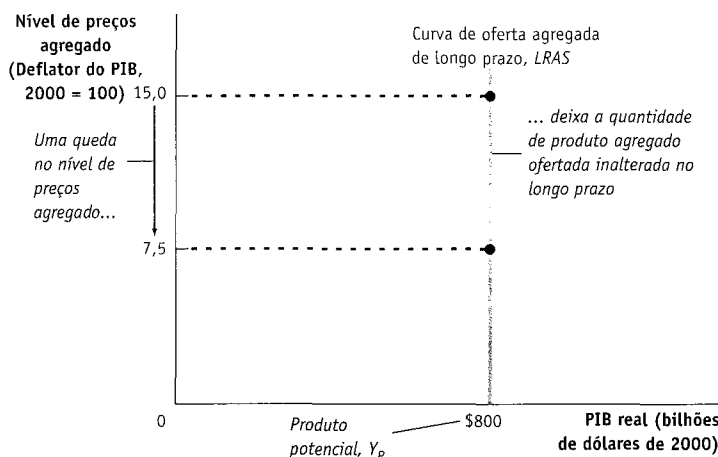 Nível de preços
agregado
(Deflator do PIB,
2000 = 100)
Curva de oferta agregada
de longo prazo, LRAS
15,0
Uma queda
no nível de
preços
agregado...
... deixa a quantidade
de produto agregado
ofertada inalterada no
longo prazo
7,5
0
Produto
potencial, Yp
$800
PIB real (bilhões
de dólares de 2000)